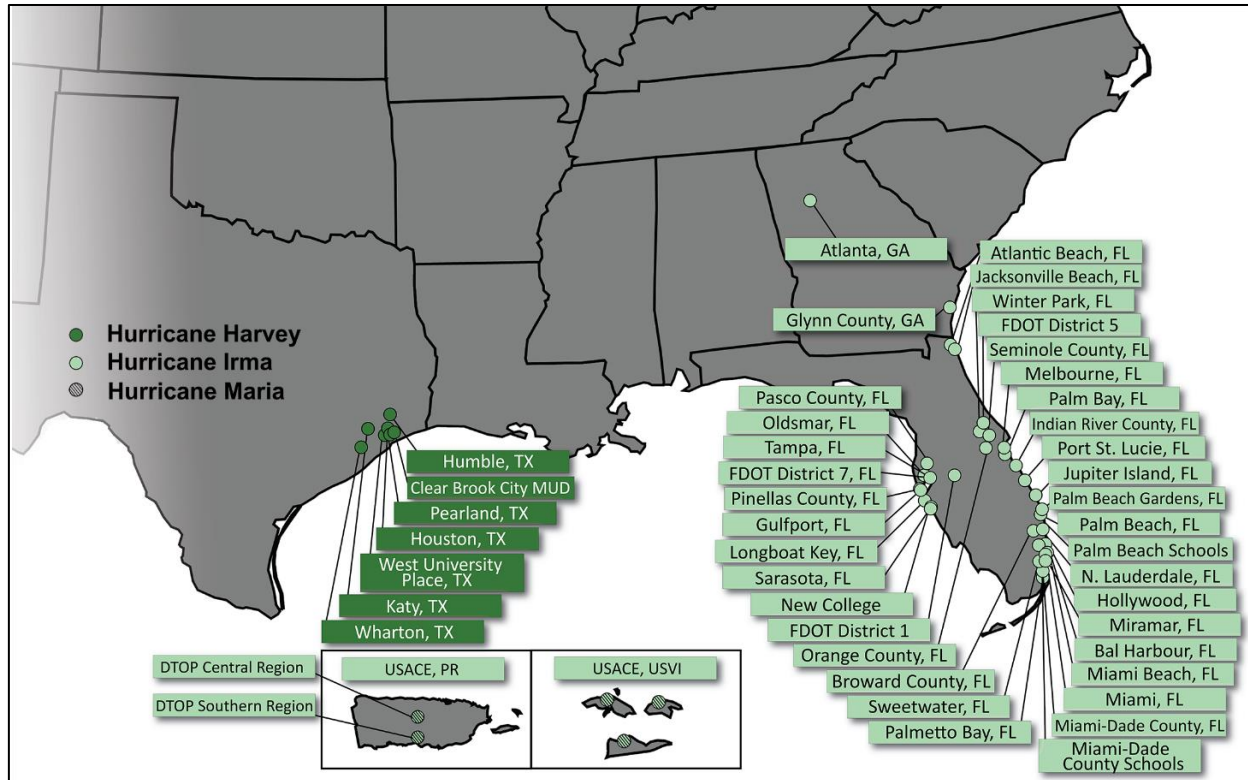 Atlanta, GA
Glynn County, GA
Hurricane Harvey
Hurricane Irma
Hurricane Maria
Humble, TX
Clear Brook City MUD
Pearland, TX
Houston, TX
West University
Place, TX
Katy, TX
Wharton, TX
DTOP Central Region
DTOP Southern Region
USACE, PR
USACE, USVI
Pasco County, FL
Oldsmar, FL
Tampa, FL
FDOT District 7, FL
Pinellas County, FL
Gulfport, FL
Longboat Key, FL
Sarasota, FL
New College
FDOT District 1
Orange County, FL
Broward County, FL
Sweetwater, FL
Palmetto Bay, FL
Atlantic Beach, FL
Jacksonville Beach, FL
Winter Park, FL
FDOT District 5
Seminole County, FL
Melbourne, FL
Palm Bay, FL
Indian River County, FL
Port St. Lucie, FL
Jupiter Island, FL
Palm Beach Gardens, FL
Palm Beach, FL
Palm Beach Schools
N. Lauderdale, FL
Hollywood, FL
Miramar, FL
Bal Harbour, FL
Miami Beach, FL
Miami, FL
Miami-Dade County, FL
Miami-Dade
County Schools